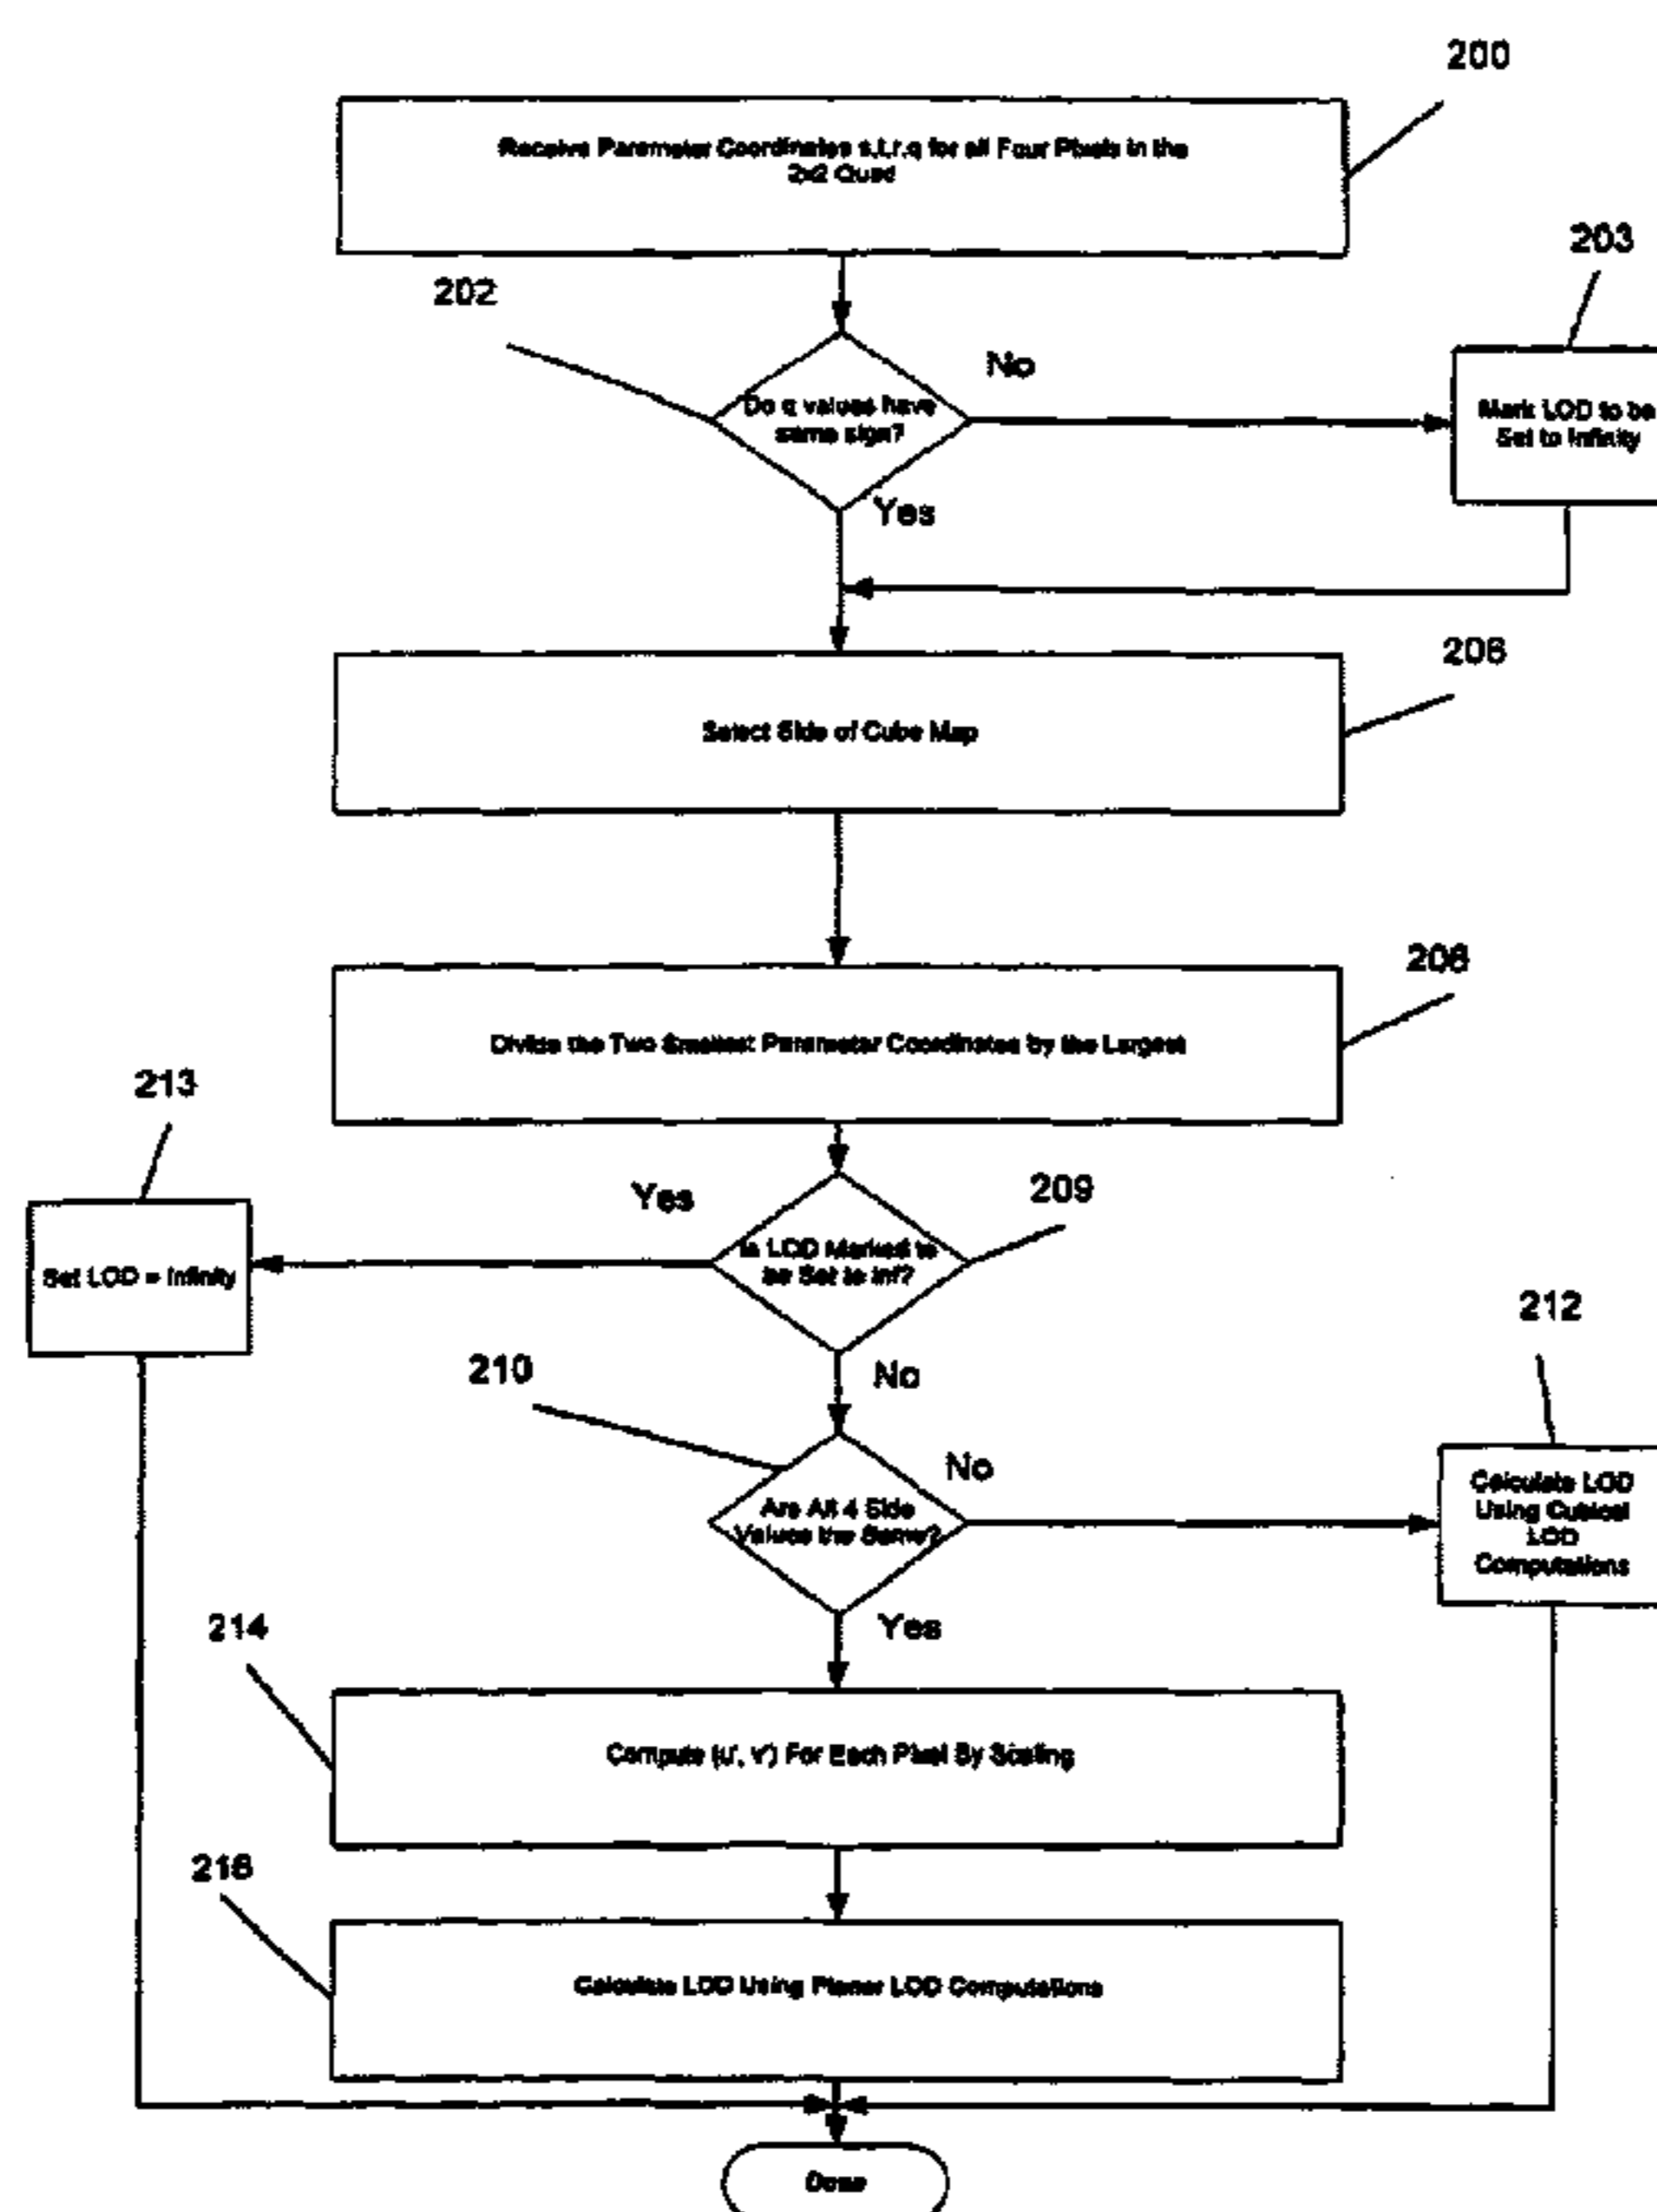 200
Receive Parameter Coordinates s,t,r,q for all Four Pixels in the
2x2 Quad
203
202
No
Do q values have
same sign?
Mark LOD to be
Set to Infinity
Yes
206
Select Side of Cube Map
208
Divide the Two Smallest Parameter Coordinates by the Largest
213
Yes
209
Is LOD Marked to
be Set to Inf?
Set LOD = Infinity
212
210
No
No
Are All 4 Side
Values the Same?
Calculate LOD
Using Cubical
LOD
Computations
214
Yes
Compute (u', v') For Each Pixel By Scaling
216
Calculate LOD Using Planar LOD Computations
Done